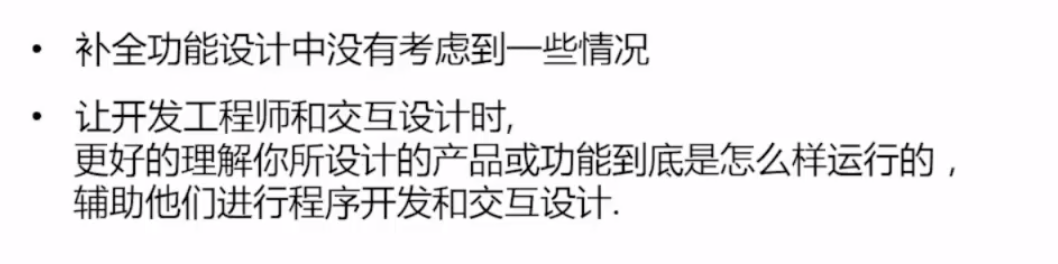 • 补全功能设计中没有考虑到一些情况
• 让开发工程师和交互设计时,
更好的理解你所设计的产品或功能到底是怎么样运行的，
辅助他们进行程序开发和交互设计.